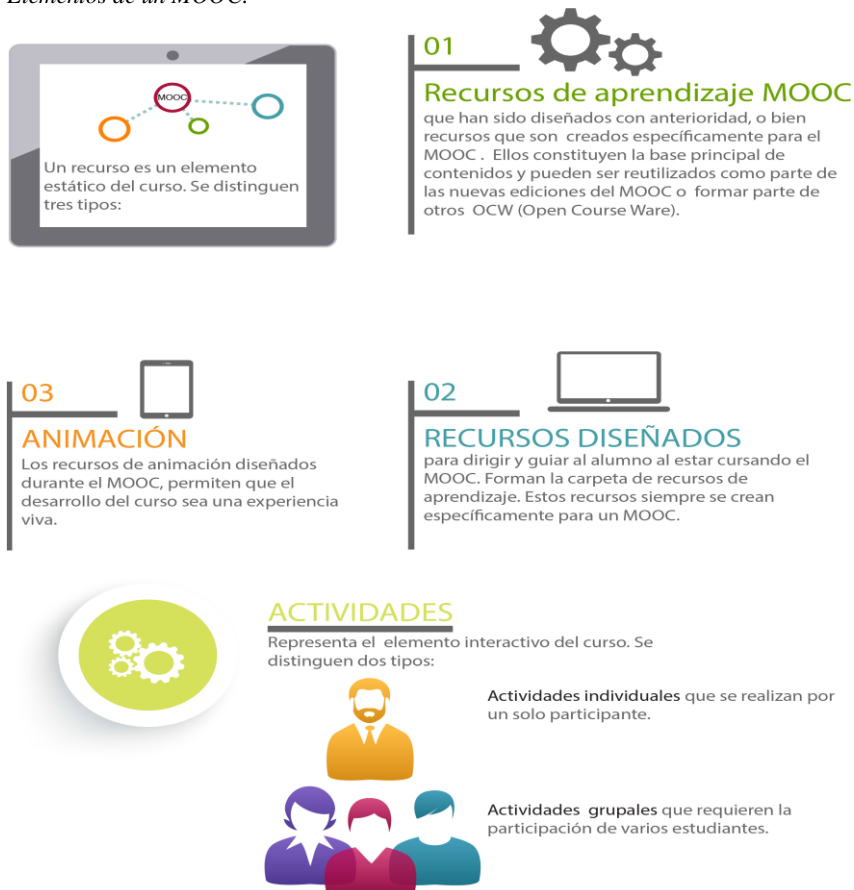 Elementos de un MOOC.
MOOC
Un recurso es un elemento
estático del curso. Se distinguen
tres tipos:
01
Recursos de aprendizaje MOOC
que han sido diseñados con anterioridad, o bien
recursos que son creados específicamente para el
MOOC . Ellos constituyen la base principal de
contenidos y pueden ser reutilizados como parte de
las nuevas ediciones del MOOC o formar parte de
otros OCW (Open Course Ware).
03
ANIMACIÓN
Los recursos de animación diseñados
durante el MOOC, permiten que el
desarrollo del curso sea una experiencia
viva.
02
RECURSOS DISEÑADOS
para dirigir y guiar al alumno al estar cursando el
MOOC. Forman la carpeta de recursos de
aprendizaje. Estos recursos siempre se crean
específicamente para un MOOC.
ACTIVIDADES
Representa el elemento interactivo del curso. Se
distinguen dos tipos:
Actividades individuales que se realizan por
un solo participante.
Actividades grupales que requieren la
participación de varios estudiantes.